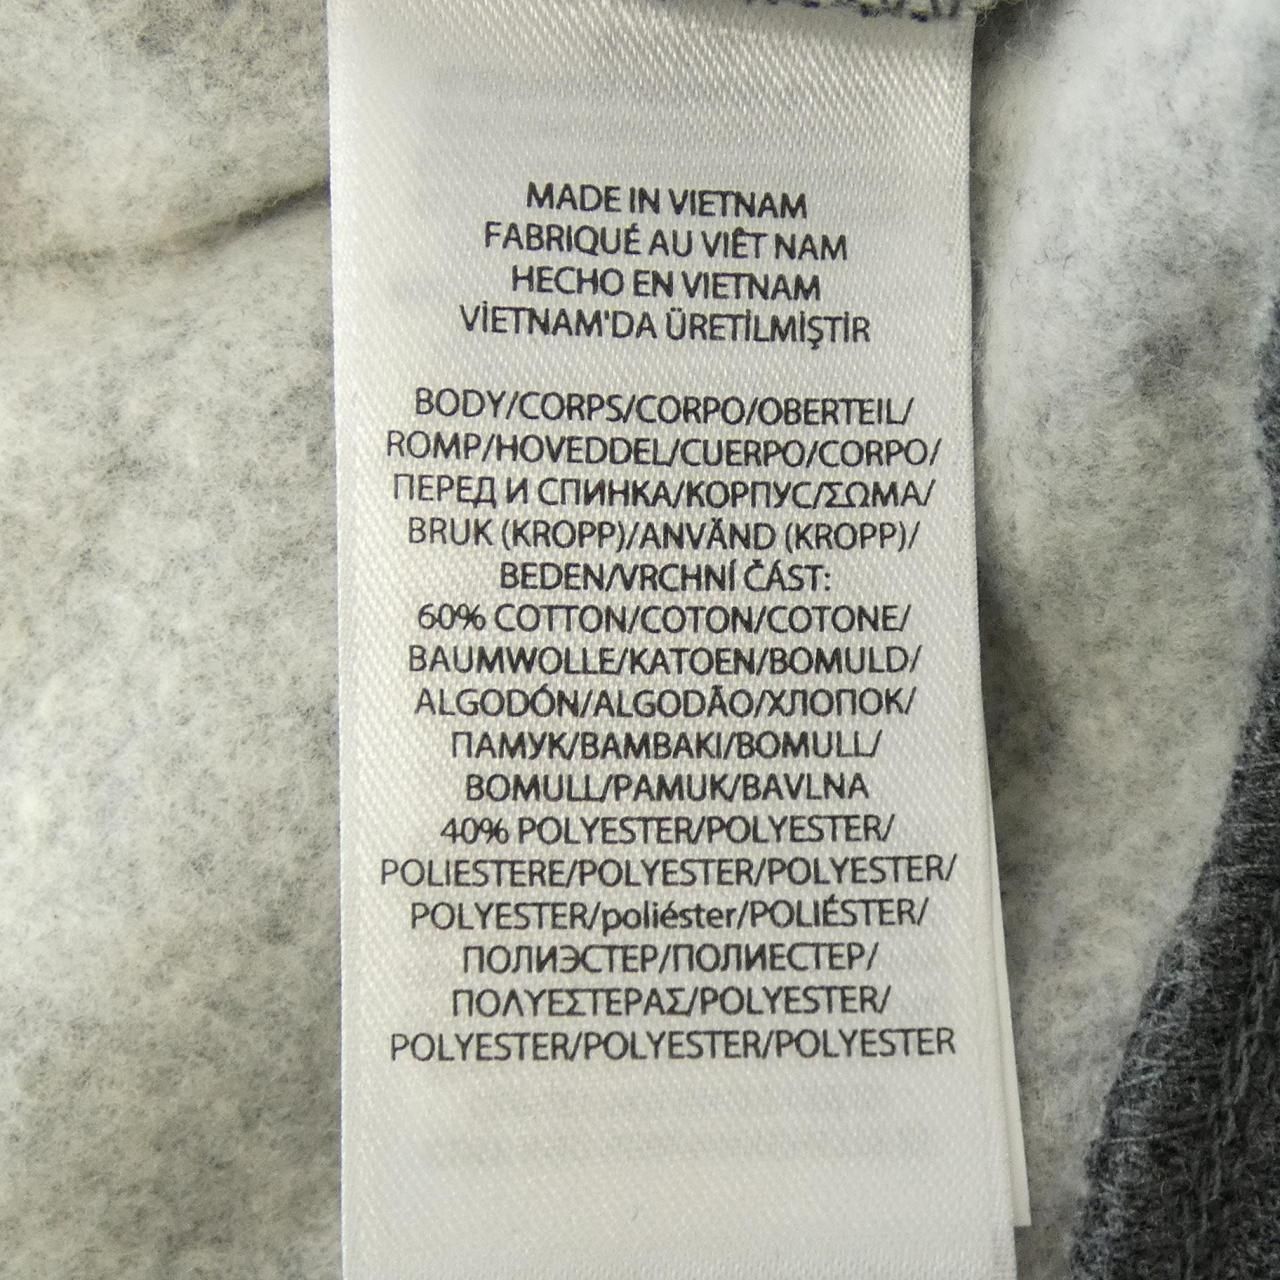 MADE IN VIETNAM
FABRIQUÉ AU VIÊT NAM
HECHO EN VIETNAM
VİETNAM'DA ÜRETİLMİŞTİR
BODY/CORPS/CORPO/OBERTEIL/
ROMP/HOVEDDEL/CUERPO/CORPO/
ПЕРЕД И СПИНКА/КОРПУС/ΣΩΜΑ/
BRUK (KROPP)/ANVÄND (KROPP)/
BEDEN/VRCHNÍ ČÁST:
60% COTTON/COTON/COTONE/
BAUMWOLLE/KATOEN/BOMULD/
ALGODÓN/ALGODÃO/ХЛОПОК/
ПАМУК/BAMBAKI/BOMULL/
BOMULL/PAMUK/BAVLNA
40% POLYESTER/POLYESTER/
POLIESTERE/POLYESTER/POLYESTER/
POLYESTER/poliéster/POLIÉSTER/
ПОЛИЭСТЕР/ПОЛИЕСТЕР/
ΠΟΛΥΕΣΤΕΡΑΣ/POLYESTER/
POLYESTER/POLYESTER/POLYESTER